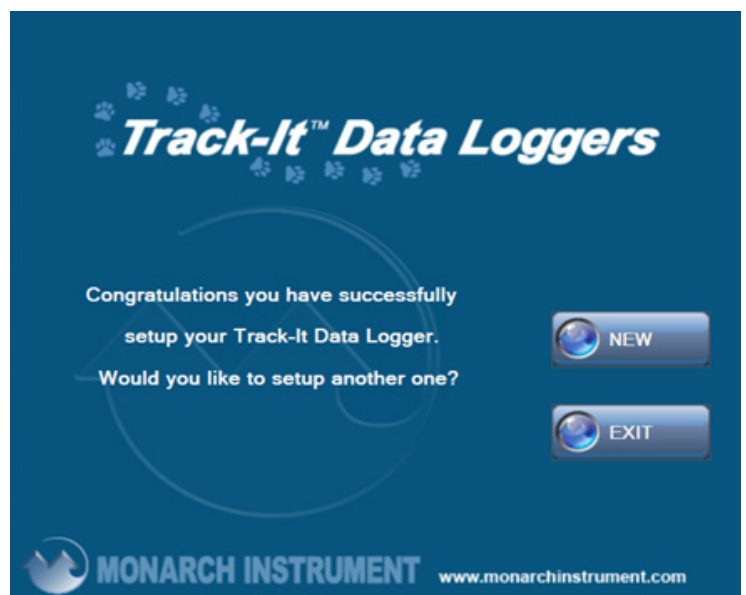 Track-It™ Data Loggers
Congratulations you have successfully
setup your Track-It Data Logger.
Would you like to setup another one?
NEW
EXIT
MONARCH INSTRUMENT www.monarchinstrument.com